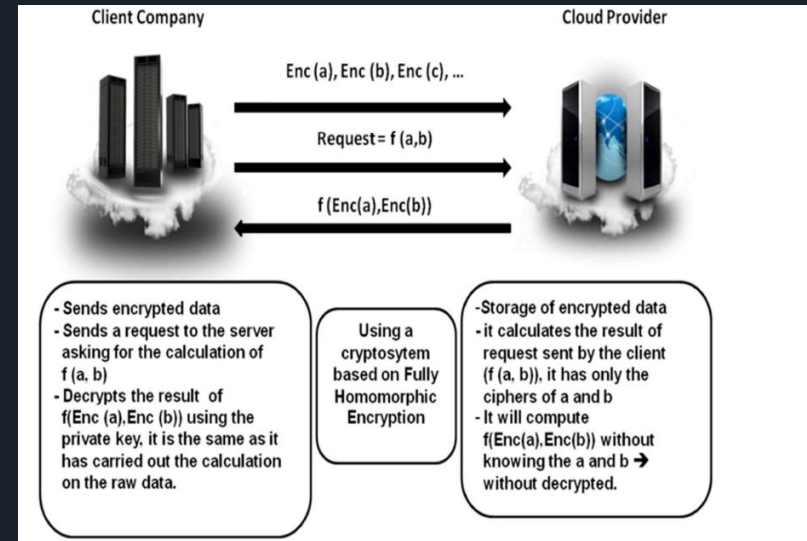 Client Company
Cloud Provider
Enc (a), Enc (b), Enc (c), ...
Request= f (a,b)
f (Enc(a),Enc(b))
- Sends encrypted data
- Sends a request to the server
asking for the calculation of
f (a, b)
- Decrypts the result of
f(Enc (a),Enc (b)) using the
private key, it is the same as it
has carried out the calculation
on the raw data.
Using a
cryptosytem
based on Fully
Homomorphic
Encryption
-Storage of encrypted data
- it calculates the result of
request sent by the client
(f (a, b)), it has only the
ciphers of a and b
- It will compute
f(Enc(a),Enc(b)) without
knowing the a and b →
without decrypted.